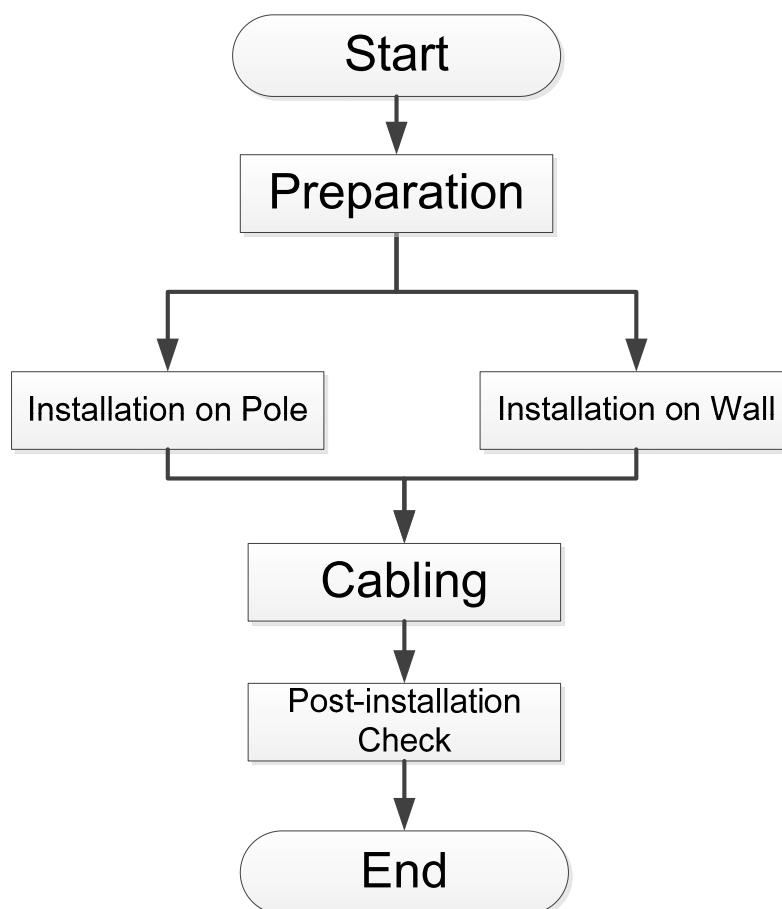 Start
Preparation
Installation on Pole
Installation on Wall
Cabling
Post-installation
Check
End